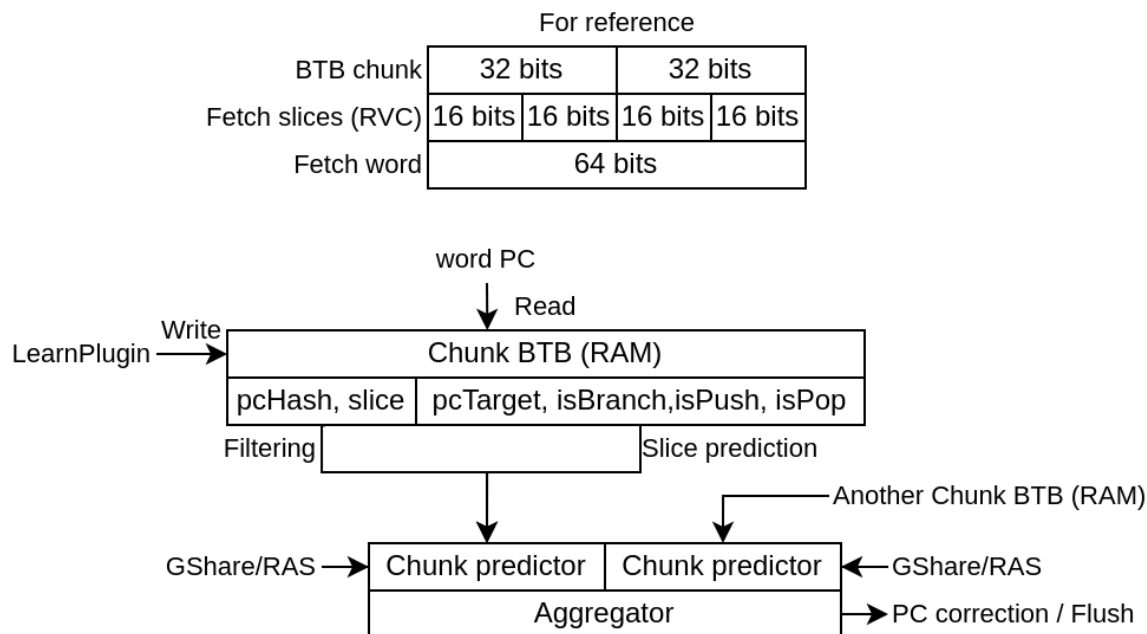 For reference
BTB chunk 32 bits 32 bits
Fetch slices (RVC) 16 bits 16 bits 16 bits 16 bits
Fetch word 64 bits
word PC
Read
Write
LearnPlugin Chunk BTB (RAM)
pcHash, slice pcTarget, isBranch,isPush, isPop
Filtering Slice prediction
Another Chunk BTB (RAM)
GShare/RAS Chunk predictor Chunk predictor GShare/RAS
Aggregator PC correction / Flush